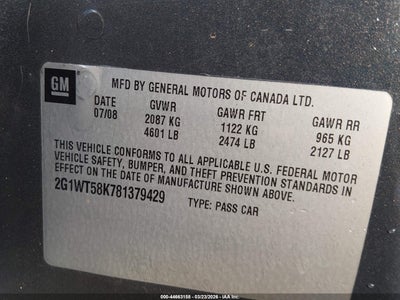 GM
MFD BY GENERAL MOTORS OF CANADA LTD.
DATE GVWR GAWR FRT GAWR RR
07/08 2087 KG 1122 KG 965 KG
4601 LB 2474 LB 2127 LB
THIS VEHICLE CONFORMS TO ALL APPLICABLE U.S. FEDERAL MOTOR
VEHICLE SAFETY, BUMPER, AND THEFT PREVENTION STANDARDS IN
EFFECT ON THE DATE OF MANUFACTURE SHOWN ABOVE.
2G1WT58K781379429 TYPE: PASS CAR
000-44663158 - 03/23/2026 -